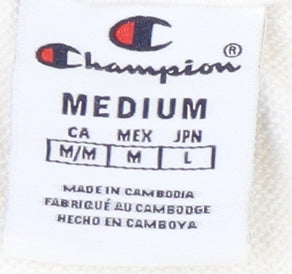 Champion®
MEDIUM
CA MEX JPN
M/M M L
MADE IN CAMBODIA
FABRIQUÉ AU CAMBODGE
HECHO EN CAMBOYA